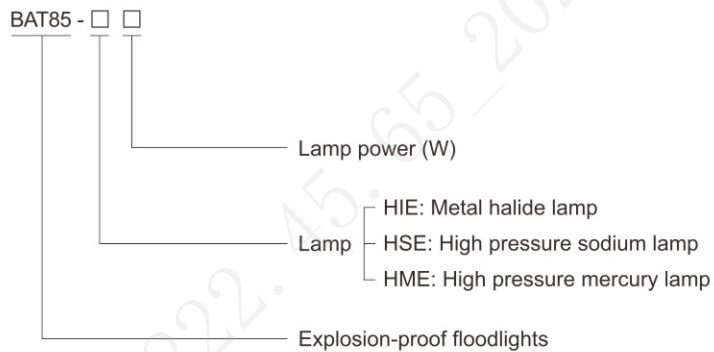 BAT85 - □ □
Lamp power (W)
HIE: Metal halide lamp
Lamp
HSE: High pressure sodium lamp
HME: High pressure mercury lamp
Explosion-proof floodlights